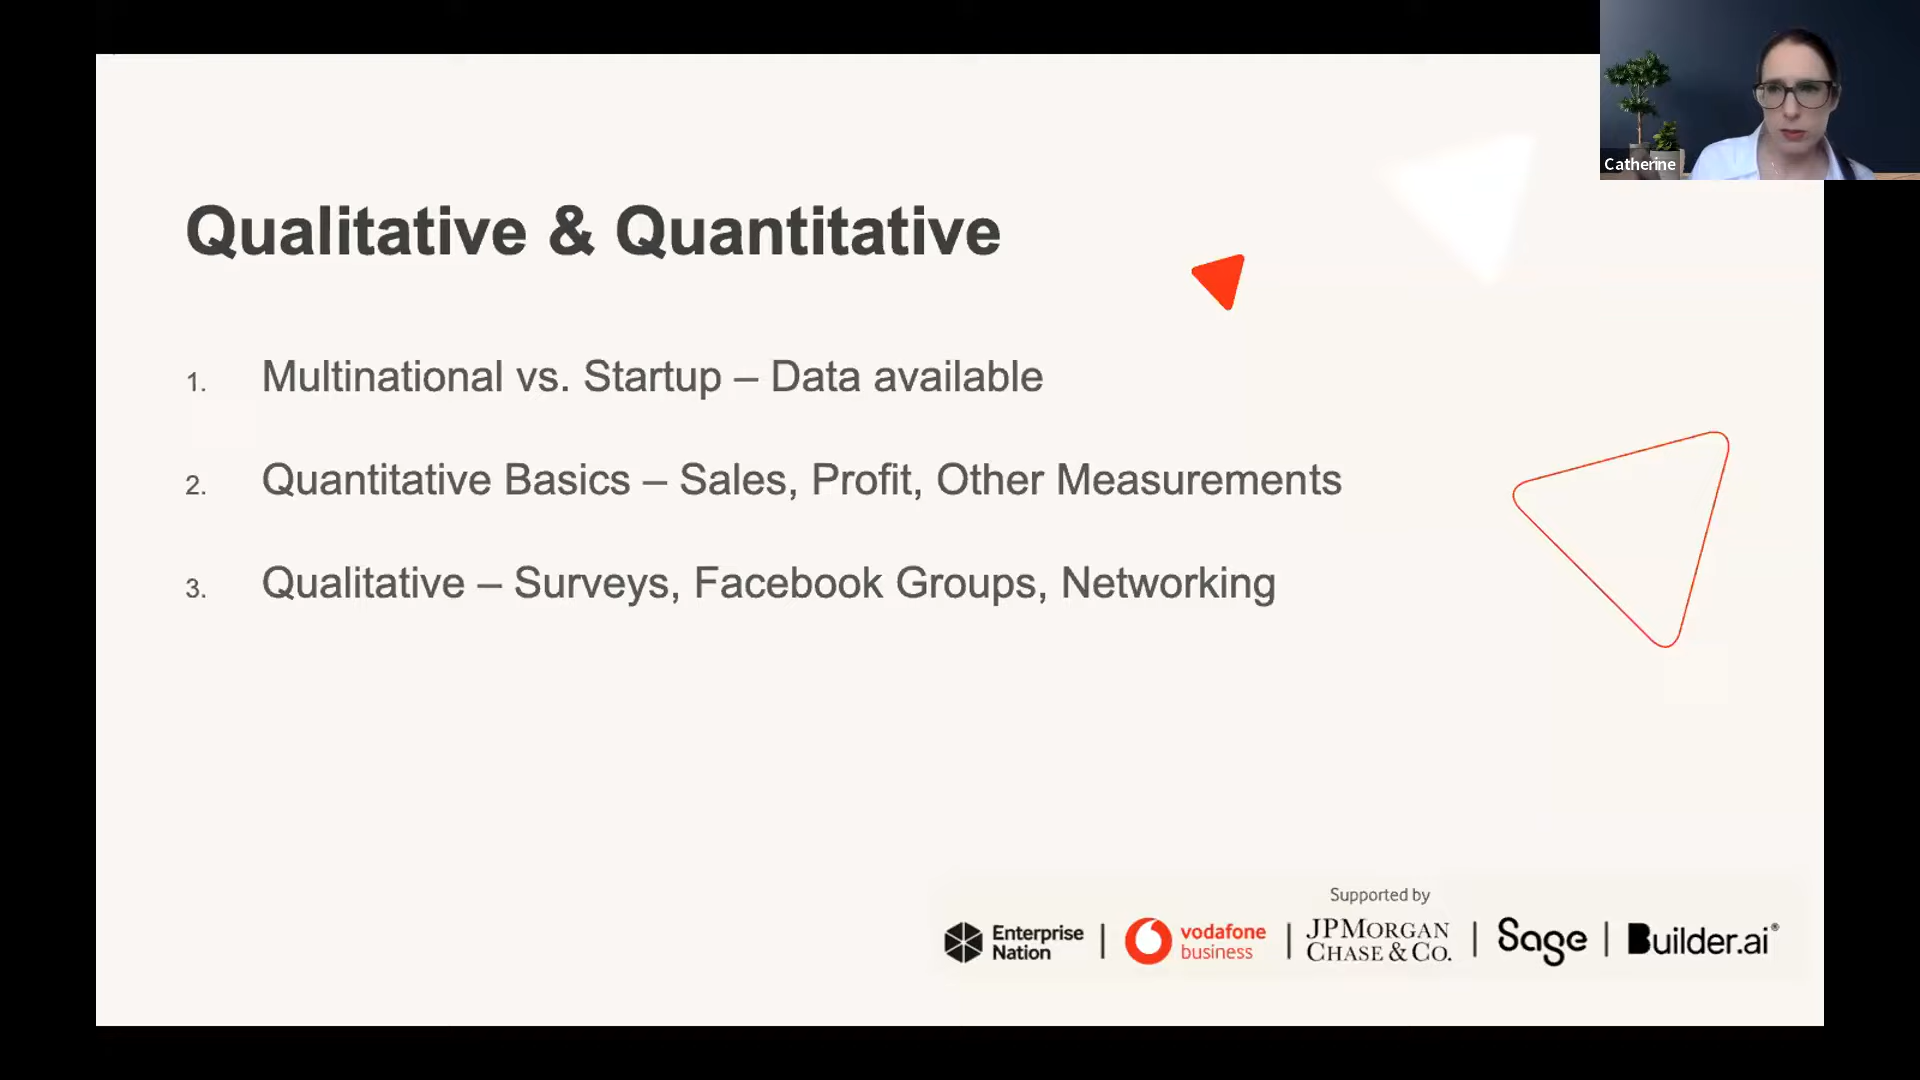 Catherine
Qualitative & Quantitative
1. Multinational vs. Startup – Data available
2. Quantitative Basics – Sales, Profit, Other Measurements
3. Qualitative – Surveys, Facebook Groups, Networking
Supported by
Enterprise Nation | vodafone business | JPMORGAN CHASE & CO. | Sage | Builder.ai®